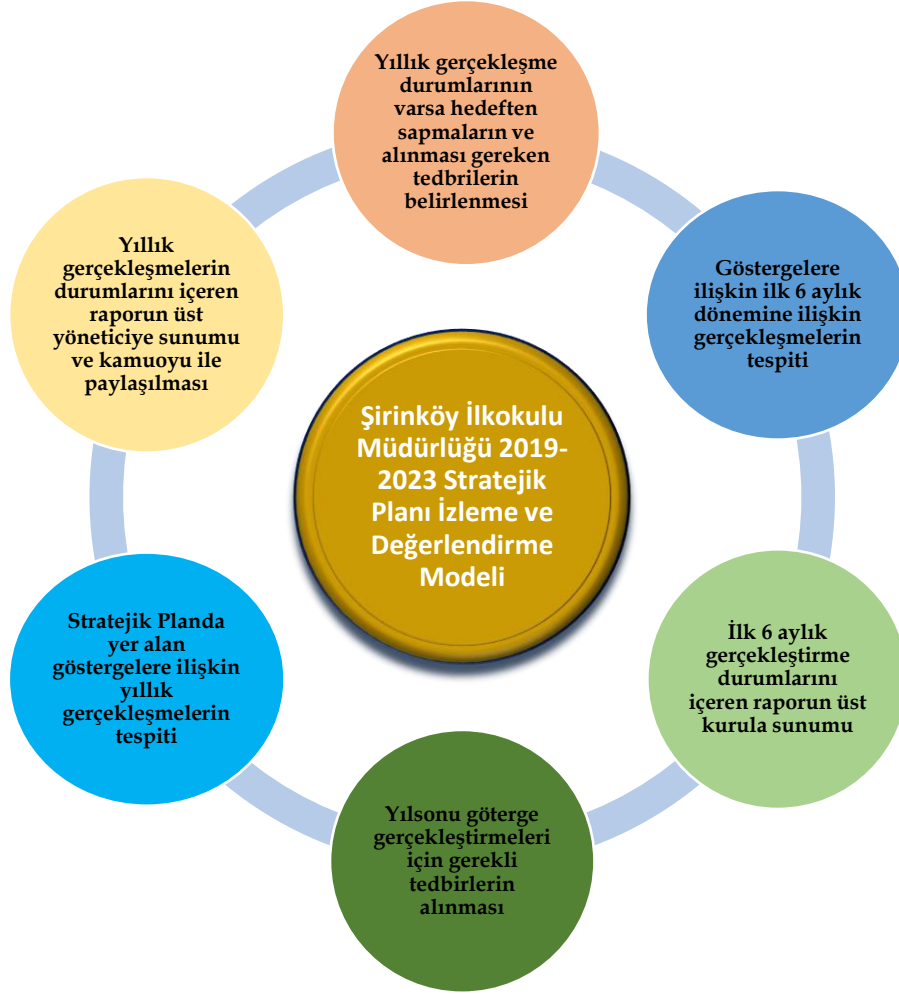 Yıllık gerçekleşme
durumlarının
varsa hedeften
sapmaların ve
alınması gereken
tedbrilerin
belirlenmesi
Göstergelere
ilişkin ilk 6 aylık
dönemine ilişkin
gerçekleşmelerin
tespiti
İlk 6 aylık
gerçekleştirme
durumlarını
içeren raporun üst
kurula sunumu
Yılsonu göterge
gerçekleştirmeleri
için gerekli
tedbirlerin
alınması
Stratejik Planda
yer alan
göstergelere ilişkin
yıllık
gerçekleşmelerin
tespiti
Yıllık
gerçekleşmelerin
durumlarını içeren
raporun üst
yöneticiye sunumu
ve kamuoyu ile
paylaşılması
Şirinköy İlkokulu
Müdürlüğü 2019-
2023 Stratejik
Planı İzleme ve
Değerlendirme
Modeli